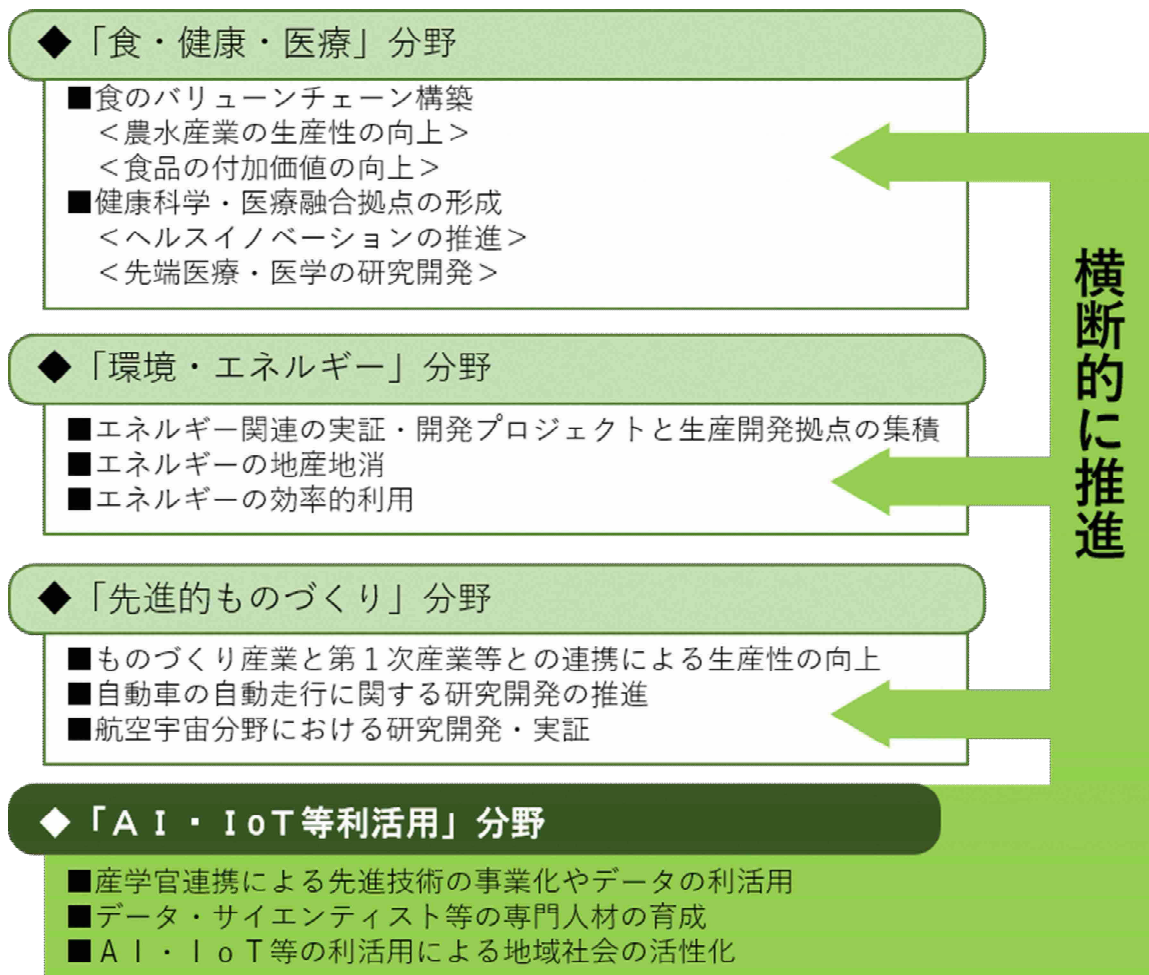 ◆「食・健康・医療」分野
■食のバリューンチェーン構築
＜農水産業の生産性の向上＞
＜食品の付加価値の向上＞
■健康科学・医療融合拠点の形成
＜ヘルスイノベーションの推進＞
＜先端医療・医学の研究開発＞
◆「環境・エネルギー」分野
■エネルギー関連の実証・開発プロジェクトと生産開発拠点の集積
■エネルギーの地産地消
■エネルギーの効率的利用
◆「先進的ものづくり」分野
■ものづくり産業と第１次産業等との連携による生産性の向上
■自動車の自動走行に関する研究開発の推進
■航空宇宙分野における研究開発・実証
◆「ＡＩ・ＩｏＴ等利活用」分野
■産学官連携による先進技術の事業化やデータの利活用
■データ・サイエンティスト等の専門人材の育成
■ＡＩ・ＩｏＴ等の利活用による地域社会の活性化
横断的に推進